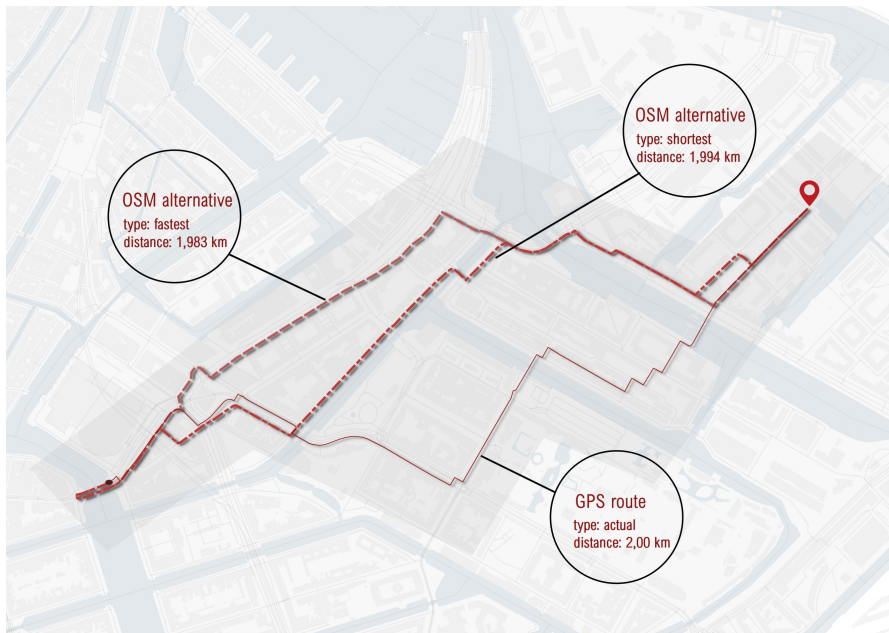 OSM alternative
type: fastest
distance: 1,983 km
OSM alternative
type: shortest
distance: 1,994 km
GPS route
type: actual
distance: 2,00 km